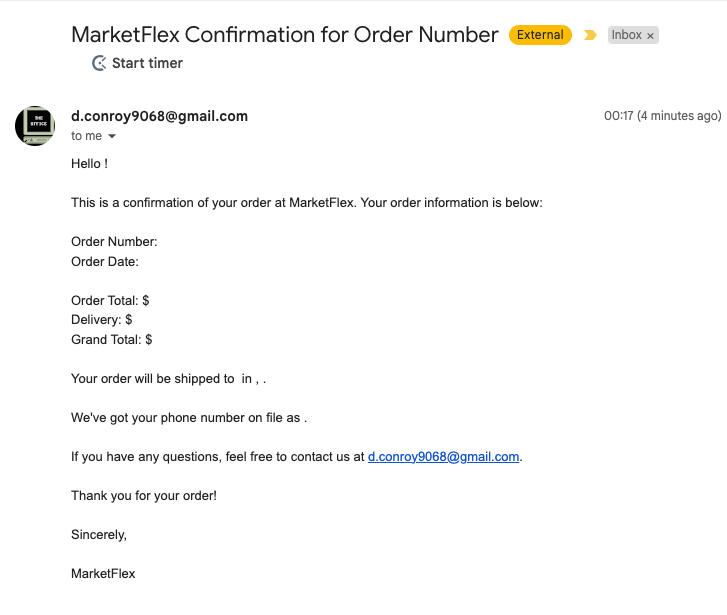 MarketFlex Confirmation for Order Number External Inbox ×
Start timer
d.conroy9068@gmail.com 00:17 (4 minutes ago)
to me
THE
OFFICE
Hello !
This is a confirmation of your order at MarketFlex. Your order information is below:
Order Number:
Order Date:
Order Total: $
Delivery: $
Grand Total: $
Your order will be shipped to  in , .
We've got your phone number on file as .
If you have any questions, feel free to contact us at d.conroy9068@gmail.com.
Thank you for your order!
Sincerely,
MarketFlex